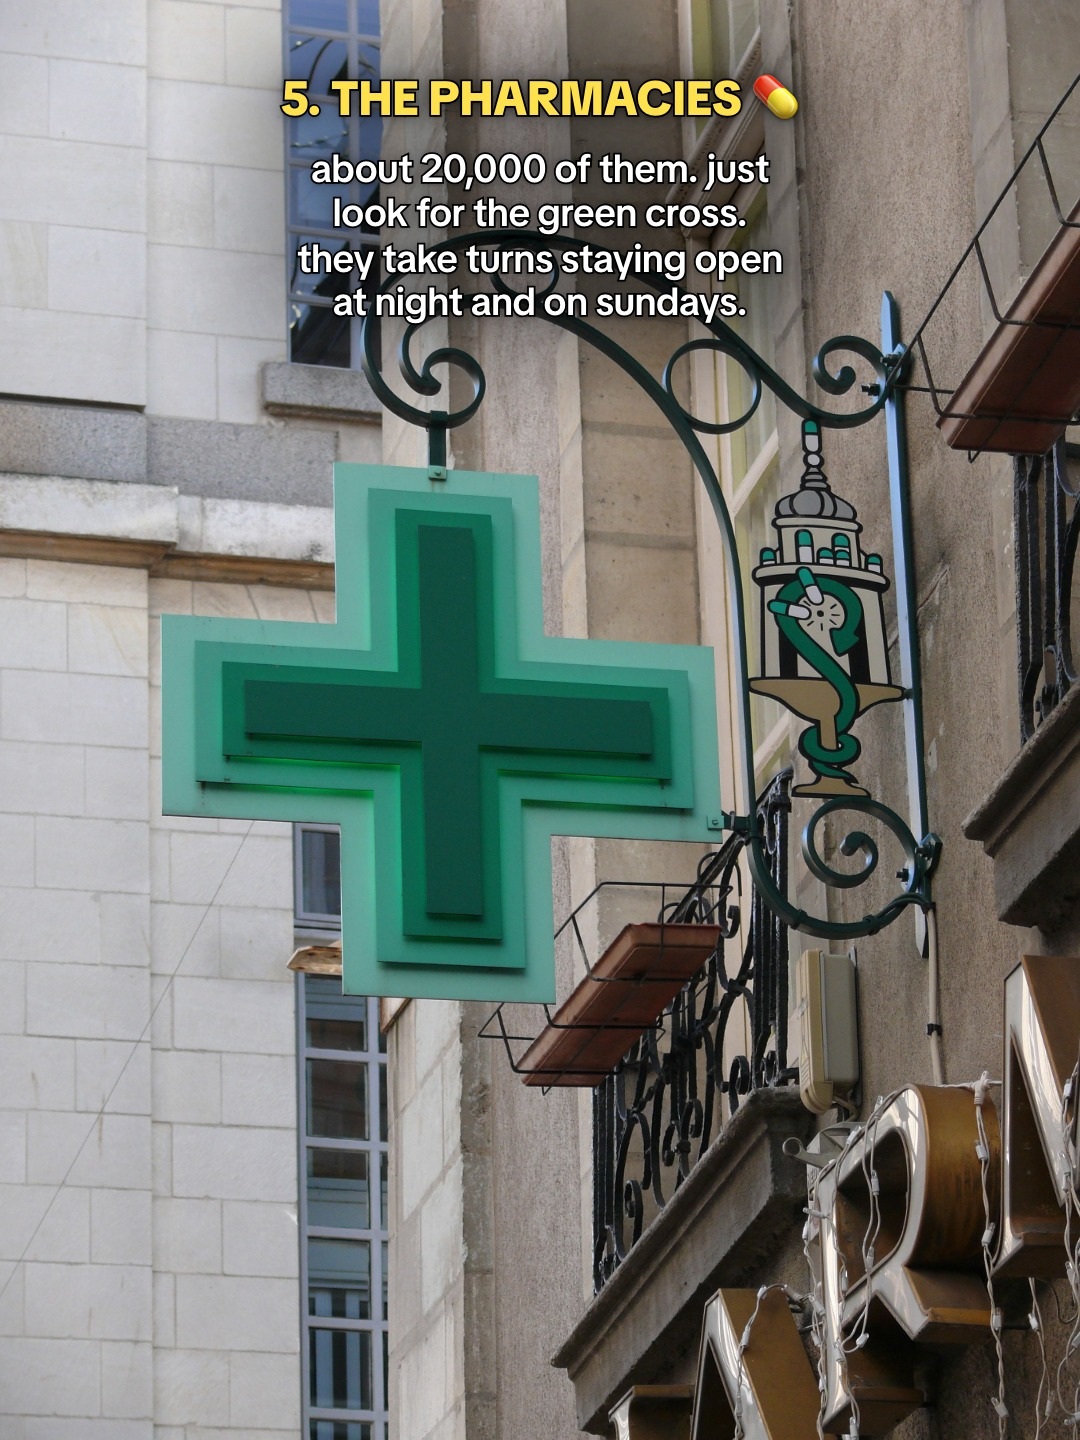 5. THE PHARMACIES 💊
about 20,000 of them. just
look for the green cross.
they take turns staying open
at night and on sundays.